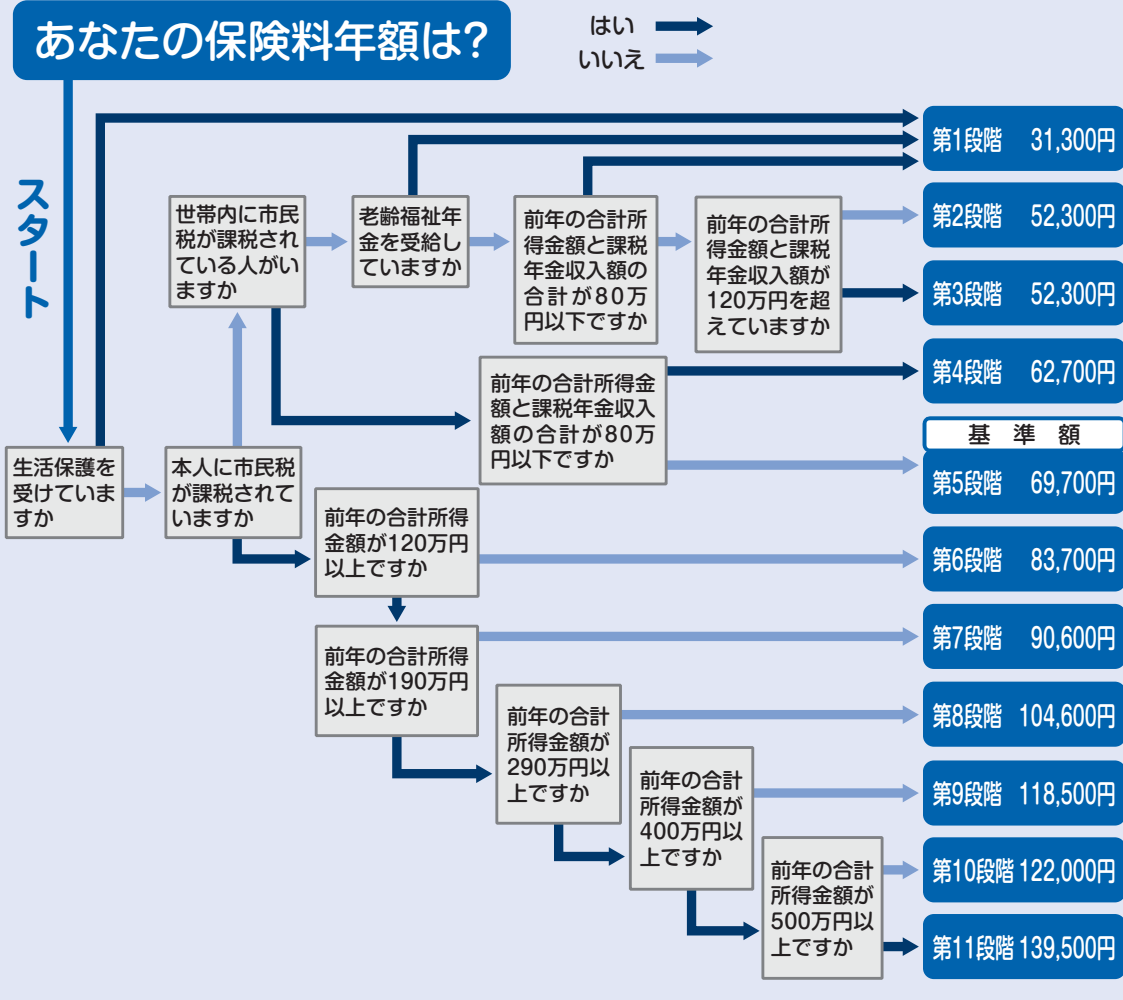 あなたの保険料年額は?
はい
いいえ
スタート
生活保護を
受けていま
すか
本人に市民税
が課税されて
いますか
世帯内に市民
税が課税され
ている人がい
ますか
老齢福祉年
金を受給し
ていますか
前年の合計所
得金額と課税
年金収入額の
合計が80万
円以下ですか
前年の合計所
得金額と課税
年金収入額が
120万円を超
えていますか
前年の合計所得金
額と課税年金収入
額の合計が80万
円以下ですか
前年の合計所得
金額が120万円
以上ですか
前年の合計所得
金額が190万円
以上ですか
前年の合計
所得金額が
290万円以
上ですか
前年の合計
所得金額が
400万円以
上ですか
前年の合計
所得金額が
500万円以
上ですか
第1段階 31,300円
第2段階 52,300円
第3段階 52,300円
第4段階 62,700円
基準額
第5段階 69,700円
第6段階 83,700円
第7段階 90,600円
第8段階 104,600円
第9段階 118,500円
第10段階 122,000円
第11段階 139,500円